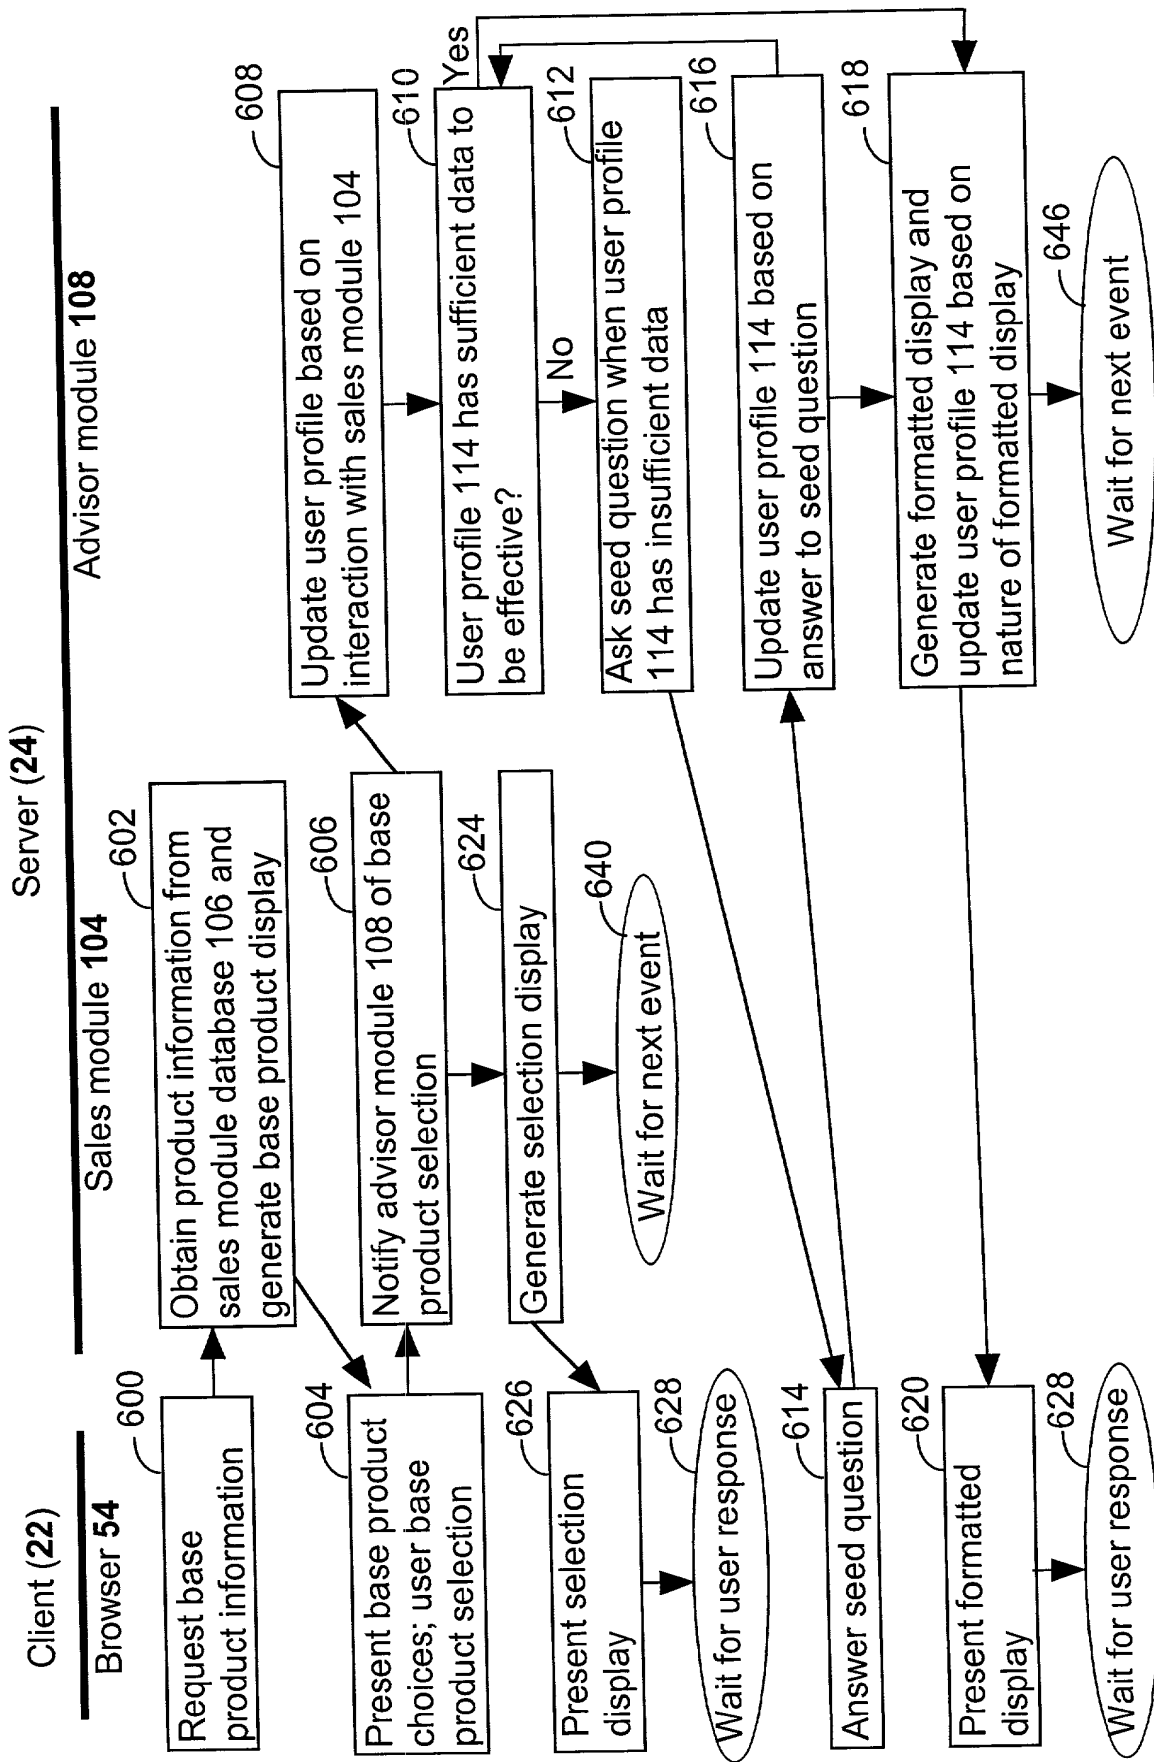 Client (22)
Browser 54
600
Request base
product information
604
Present base product
choices; user base
product selection
626
Present selection
display
628
Wait for user response
614
Answer seed question
620
Present formatted
display
628
Wait for user response
Server (24)
Sales module 104
602
Obtain product information from
sales module database 106 and
generate base product display
606
Notify advisor module 108 of base
product selection
624
Generate selection display
640
Wait for next event
Advisor module 108
608
Update user profile based on
interaction with sales module 104
610
User profile 114 has sufficient data to
be effective?
Yes
No
612
Ask seed question when user profile
114 has insufficient data
616
Update user profile 114 based on
answer to seed question
618
Generate formatted display and
update user profile 114 based on
nature of formatted display
646
Wait for next event